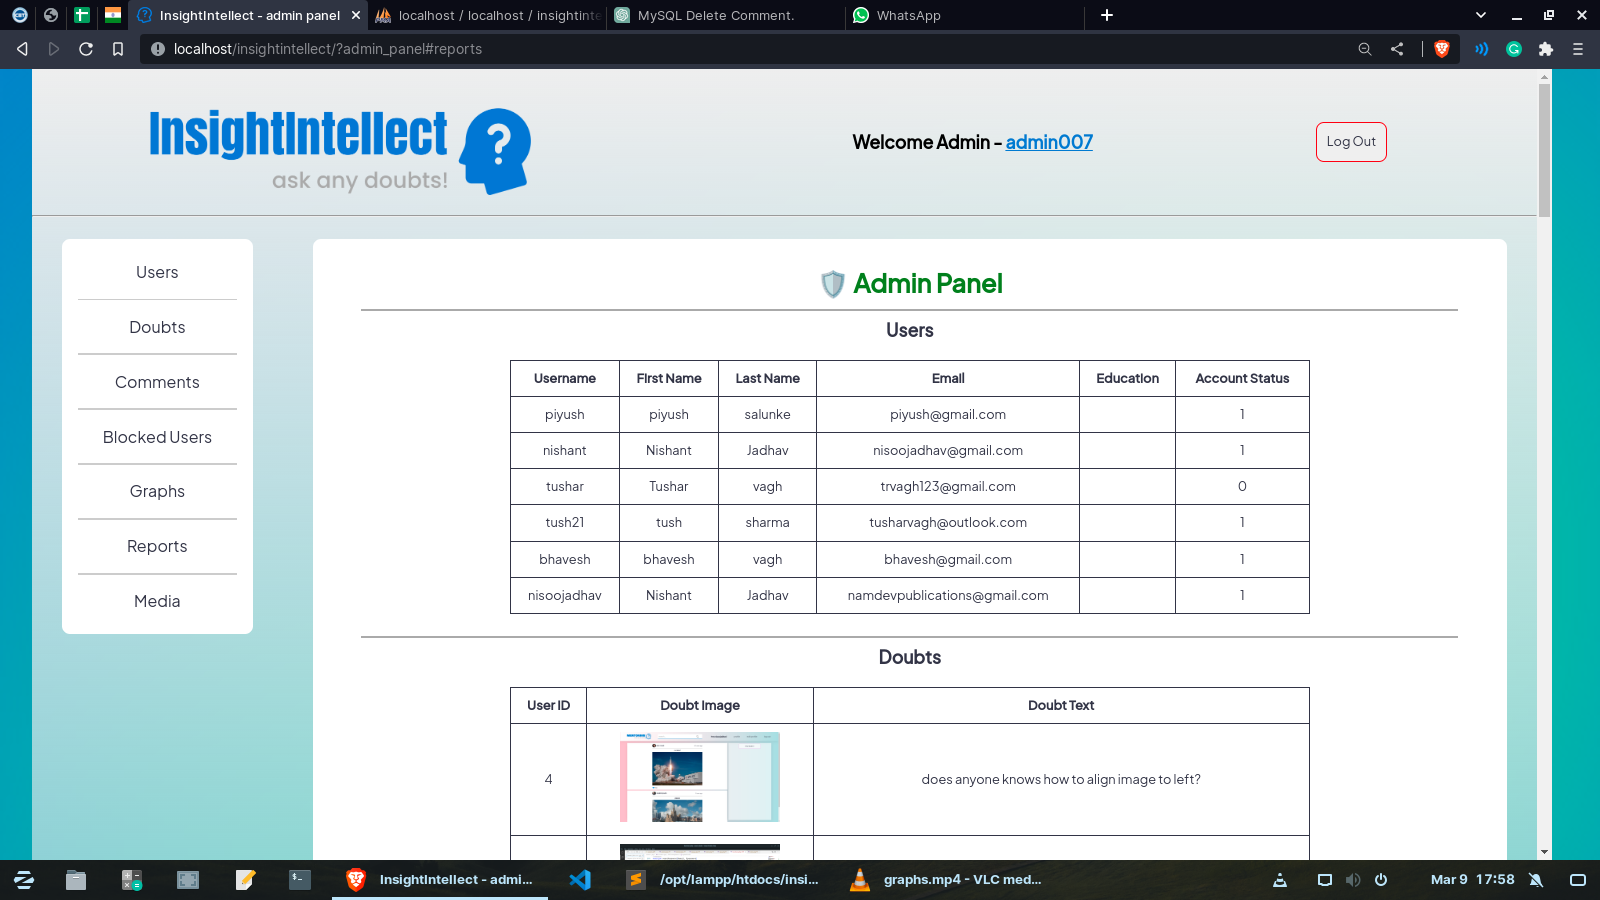 InsightIntellect - admin panel
localhost / localhost / insightinte
MySQL Delete Comment.
WhatsApp
localhost/insightintellect/?admin_panel#reports
InsightIntellect
ask any doubts!
Welcome Admin - admin007
Log Out
Users
Doubts
Comments
Blocked Users
Graphs
Reports
Media
Admin Panel
Users
Username First Name Last Name Email Education Account Status
piyush piyush salunke piyush@gmail.com 1
nishant Nishant Jadhav nisoojadhav@gmail.com 1
tushar Tushar vagh trvagh123@gmail.com 0
tush21 tush sharma tusharvagh@outlook.com 1
bhavesh bhavesh vagh bhavesh@gmail.com 1
nisoojadhav Nishant Jadhav namdevpublications@gmail.com 1
Doubts
User ID Doubt Image Doubt Text
4 does anyone knows how to align image to left?
InsightIntellect - admi...
/opt/lampp/htdocs/insi...
graphs.mp4 - VLC med...
Mar 9 17:58